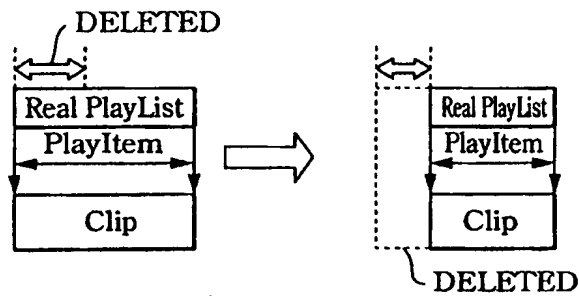 DELETED
Real PlayList
PlayItem
Clip
Real PlayList
PlayItem
Clip
DELETED